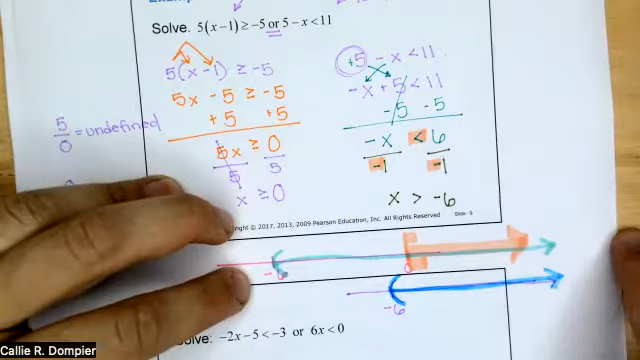 Solve. 5(x−1) ≥ −5 or 5−x < 11
5(x −1) ≥ −5
5x −5 ≥ −5
+5 +5
5x ≥ 0
5 5
x ≥ 0
5/0 = undefined
+5 −x < 11
−x + 5 < 11
−5 −5
−x < 6
−1 −1
x > −6
ght © 2017, 2013, 2009 Pearson Education, Inc. All Rights Reserved
−6 0
−6
olve: −2x−5 < −3 or 6x < 0
Callie R. Dompier